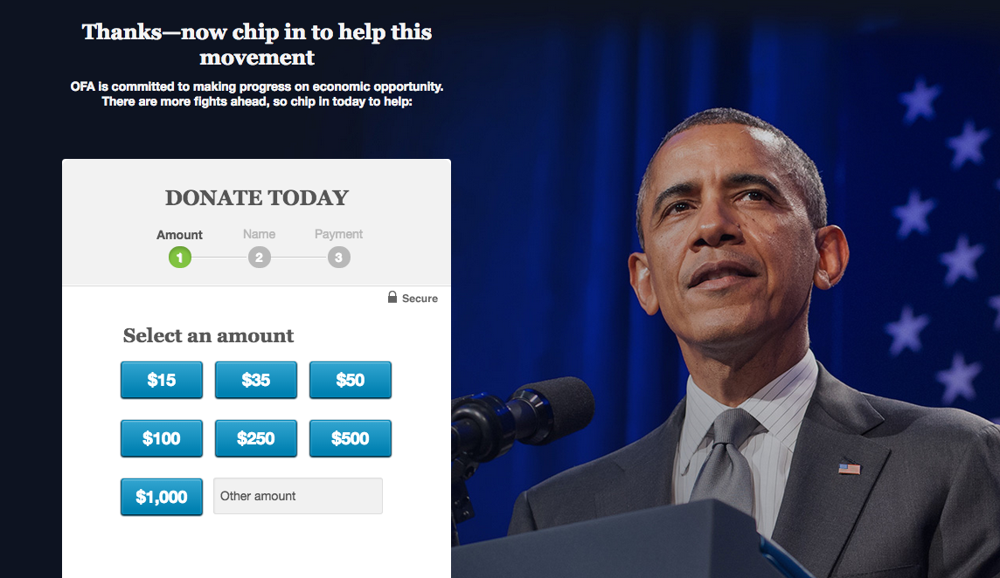 Thanks—now chip in to help this
movement
OFA is committed to making progress on economic opportunity.
There are more fights ahead, so chip in today to help:
DONATE TODAY
Amount Name Payment
1 2 3
Secure
Select an amount
$15 $35 $50
$100 $250 $500
$1,000 Other amount